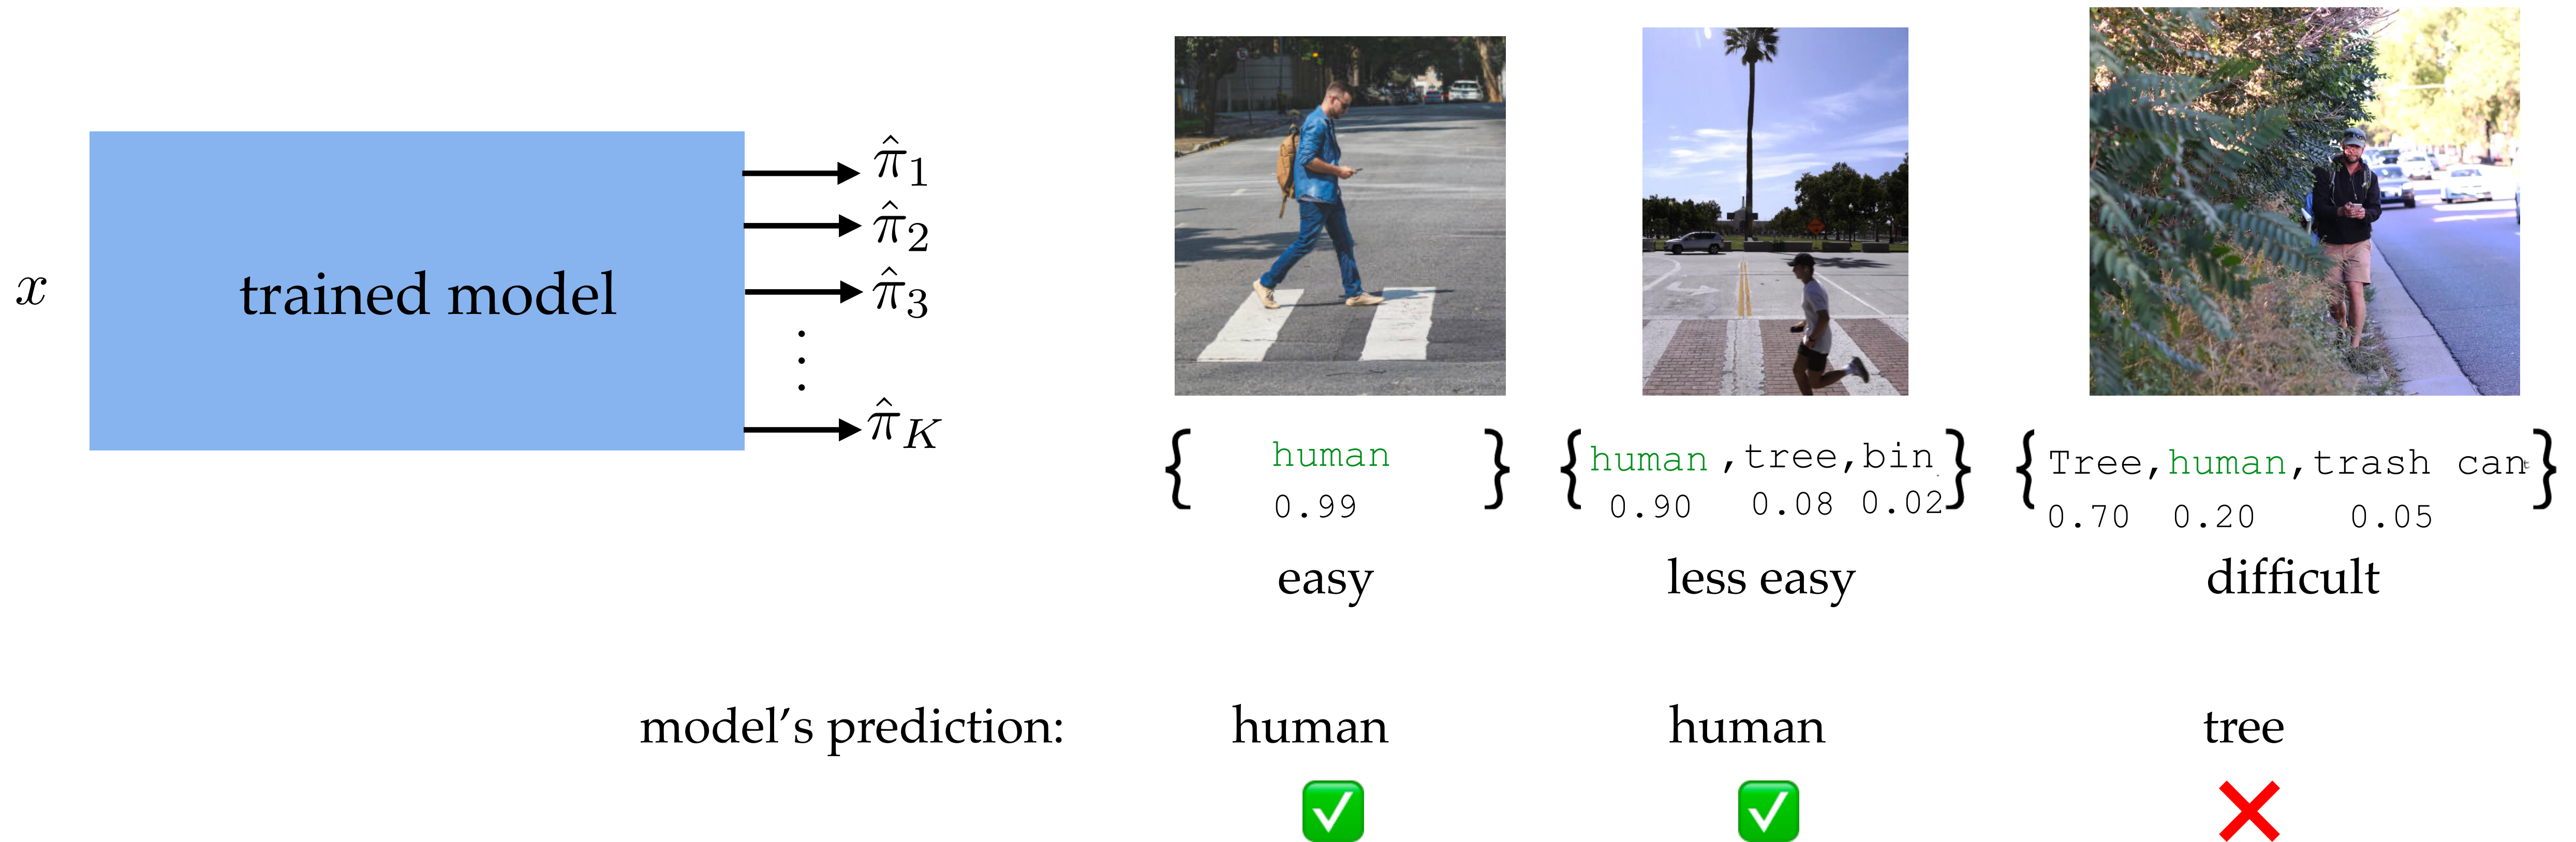 x
trained model
π̂₁
π̂₂
π̂₃
⋮
π̂_K
{ human }
0.99
easy
{human ,tree,bin}
0.90 0.08 0.02
less easy
{Tree,human,trash can}
0.70 0.20 0.05
difficult
model's prediction: human human tree